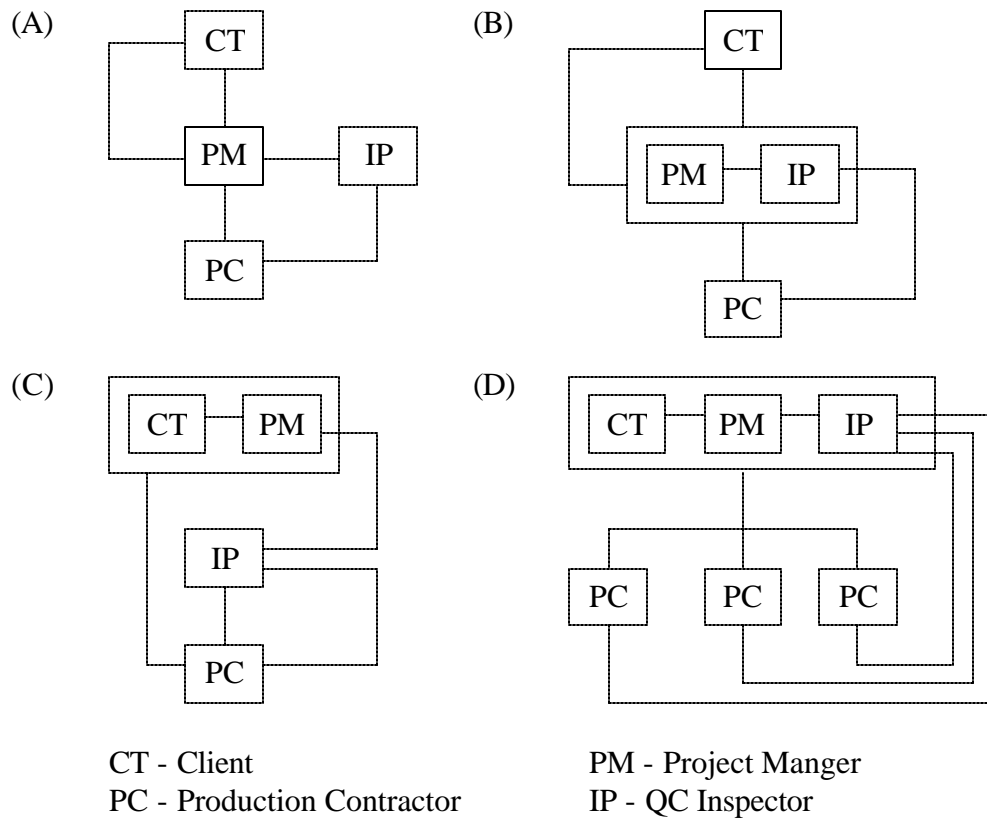 (A)
CT
PM
IP
PC
(B)
CT
PM
IP
PC
(C)
CT
PM
IP
PC
(D)
CT
PM
IP
PC
PC
PC
CT - Client
PC - Production Contractor
PM - Project Manger
IP - QC Inspector